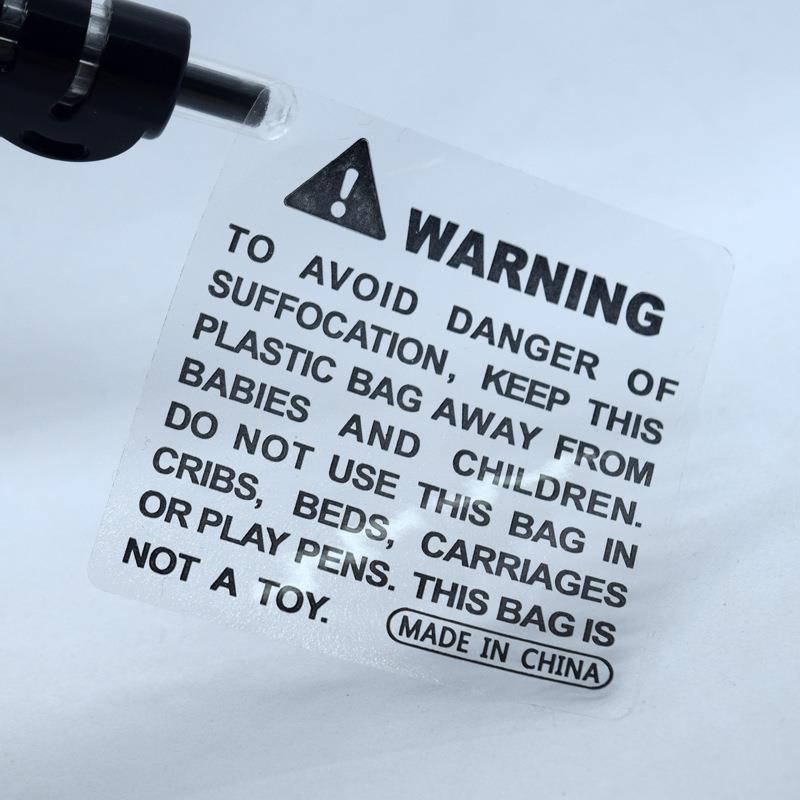 WARNING
TO AVOID DANGER OF
SUFFOCATION, KEEP THIS
PLASTIC BAG AWAY FROM
BABIES AND CHILDREN.
DO NOT USE THIS BAG IN
CRIBS, BEDS, CARRIAGES
OR PLAY PENS. THIS BAG IS
NOT A TOY.
MADE IN CHINA